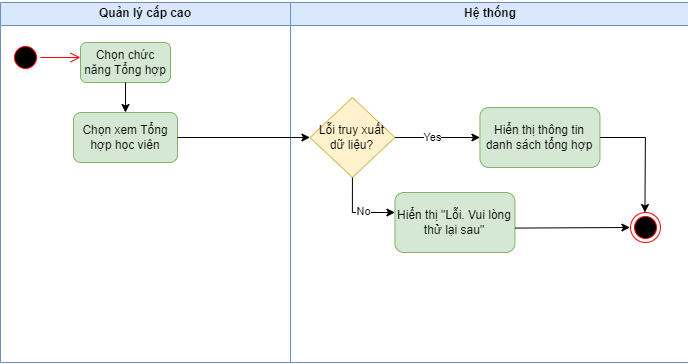 Quản lý cấp cao
Hệ thống
Chọn chức
năng Tổng hợp
Chọn xem Tổng
hợp học viên
Lỗi truy xuất
dữ liệu?
Yes
Hiển thị thông tin
danh sách tổng hợp
No
Hiển thị "Lỗi. Vui lòng
thử lại sau"